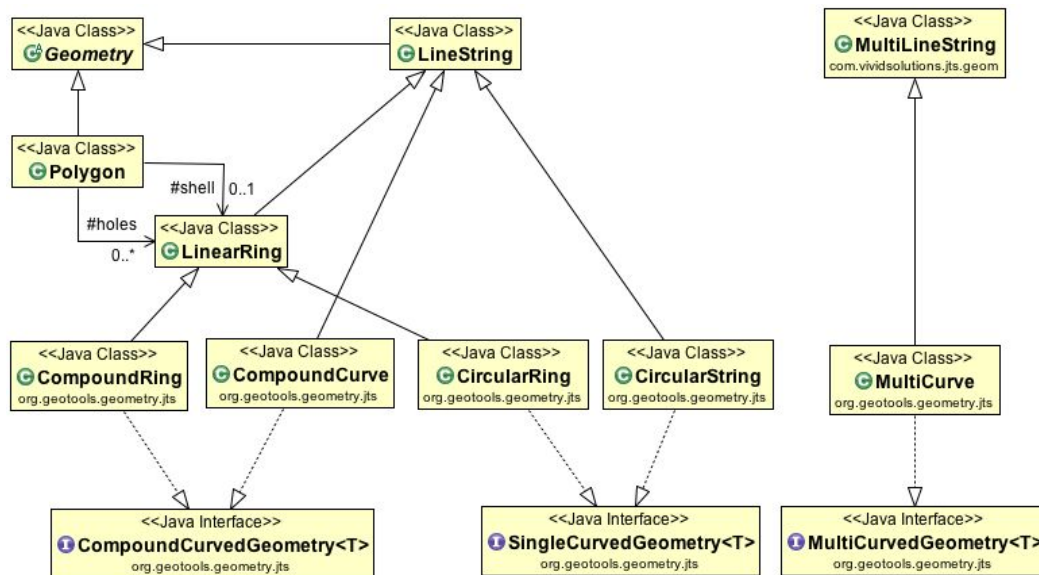 <<Java Class>>
Geometry
<<Java Class>>
LineString
<<Java Class>>
MultiLineString
com.vividsolutions.jts.geom
<<Java Class>>
Polygon
#shell
0..1
#holes
0..*
<<Java Class>>
LinearRing
<<Java Class>>
CompoundRing
org.geotools.geometry.jts
<<Java Class>>
CompoundCurve
org.geotools.geometry.jts
<<Java Class>>
CircularRing
org.geotools.geometry.jts
<<Java Class>>
CircularString
org.geotools.geometry.jts
<<Java Class>>
MultiCurve
org.geotools.geometry.jts
<<Java Interface>>
CompoundCurvedGeometry<T>
org.geotools.geometry.jts
<<Java Interface>>
SingleCurvedGeometry<T>
org.geotools.geometry.jts
<<Java Interface>>
MultiCurvedGeometry<T>
org.geotools.geometry.jts